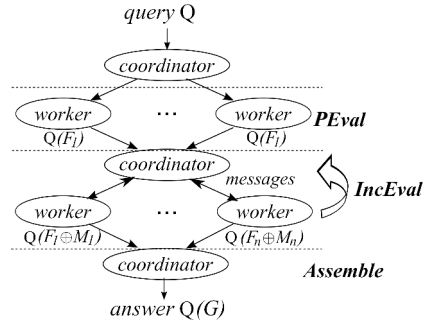 query Q
coordinator
worker ... worker
Q(F1) Q(F1) PEval
coordinator
messages
IncEval
worker ... worker
Q(F1⊕M1) Q(Fn⊕Mn)
coordinator
Assemble
answer Q(G)